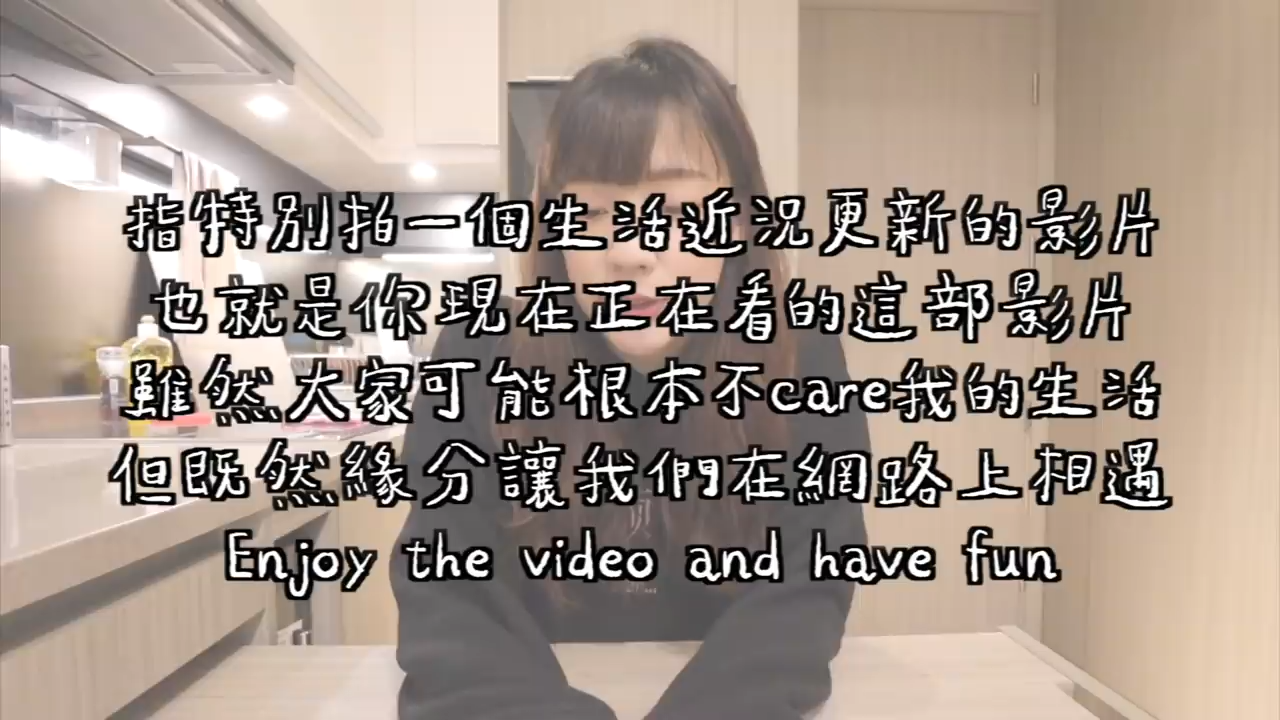 指特別拍一個生活近況更新的影片
也就是你現在正在看的這部影片
雖然大家可能根本不care我的生活
但既然緣分讓我們在網路上相遇
Enjoy the video and have fun